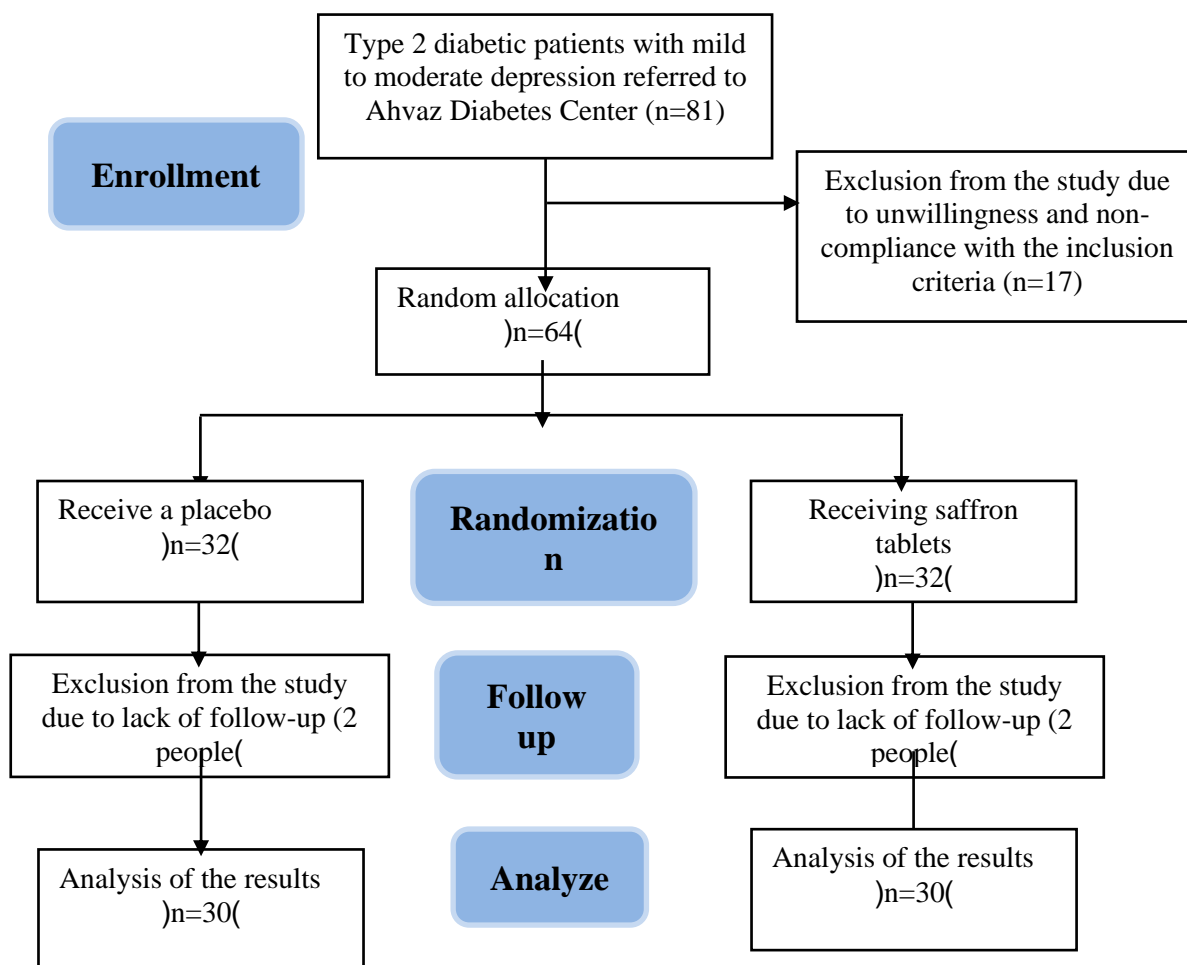 Type 2 diabetic patients with mild
to moderate depression referred to
Ahvaz Diabetes Center (n=81)
Enrollment
Exclusion from the study due
to unwillingness and non-
compliance with the inclusion
criteria (n=17)
Random allocation
)n=64(
Receive a placebo
)n=32(
Randomizatio
n
Receiving saffron
tablets
)n=32(
Exclusion from the study
due to lack of follow-up (2
people(
Follow
up
Exclusion from the study
due to lack of follow-up (2
people(
Analysis of the results
)n=30(
Analyze
Analysis of the results
)n=30(